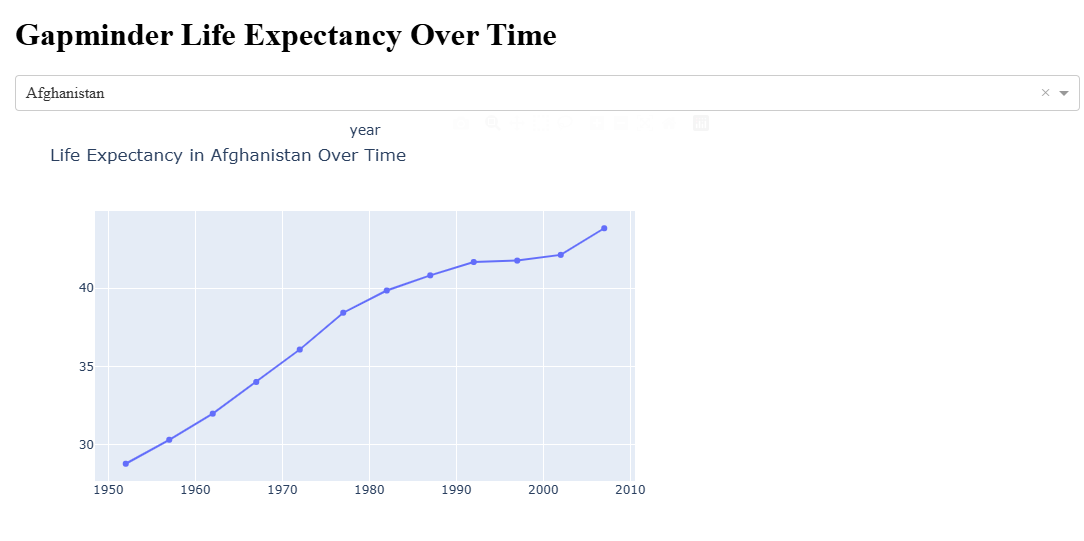 Gapminder Life Expectancy Over Time
Afghanistan
year
Life Expectancy in Afghanistan Over Time
40
35
30
1950 1960 1970 1980 1990 2000 2010